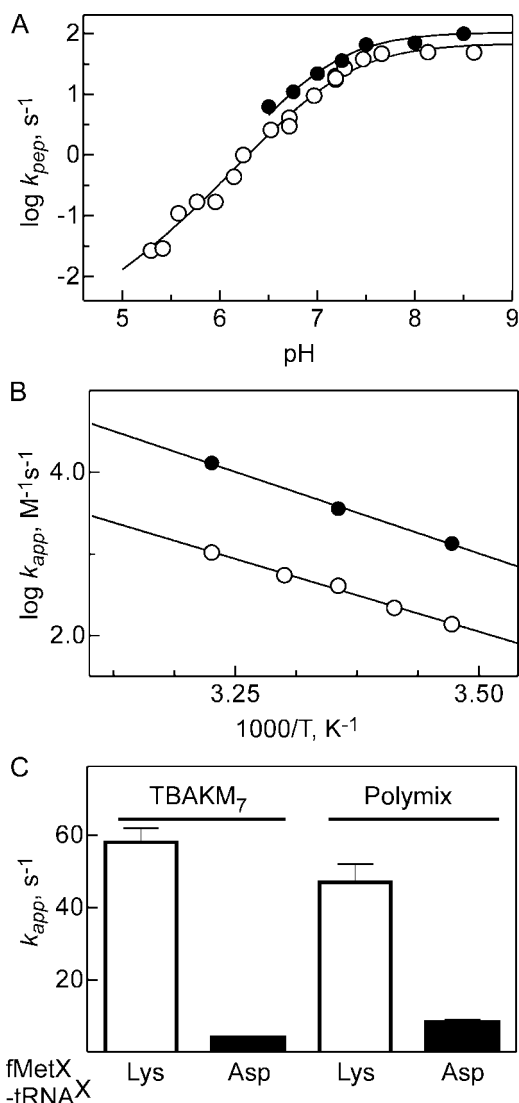 A
log kpep, s-1
2
1
0
-1
-2
5 6 7 8 9
pH
B
log kapp, M-1s-1
4.0
2.0
3.25 3.50
1000/T, K-1
C
TBAKM7 Polymix
kapp, s-1
60
40
20
fMetX
-tRNAX Lys Asp Lys Asp